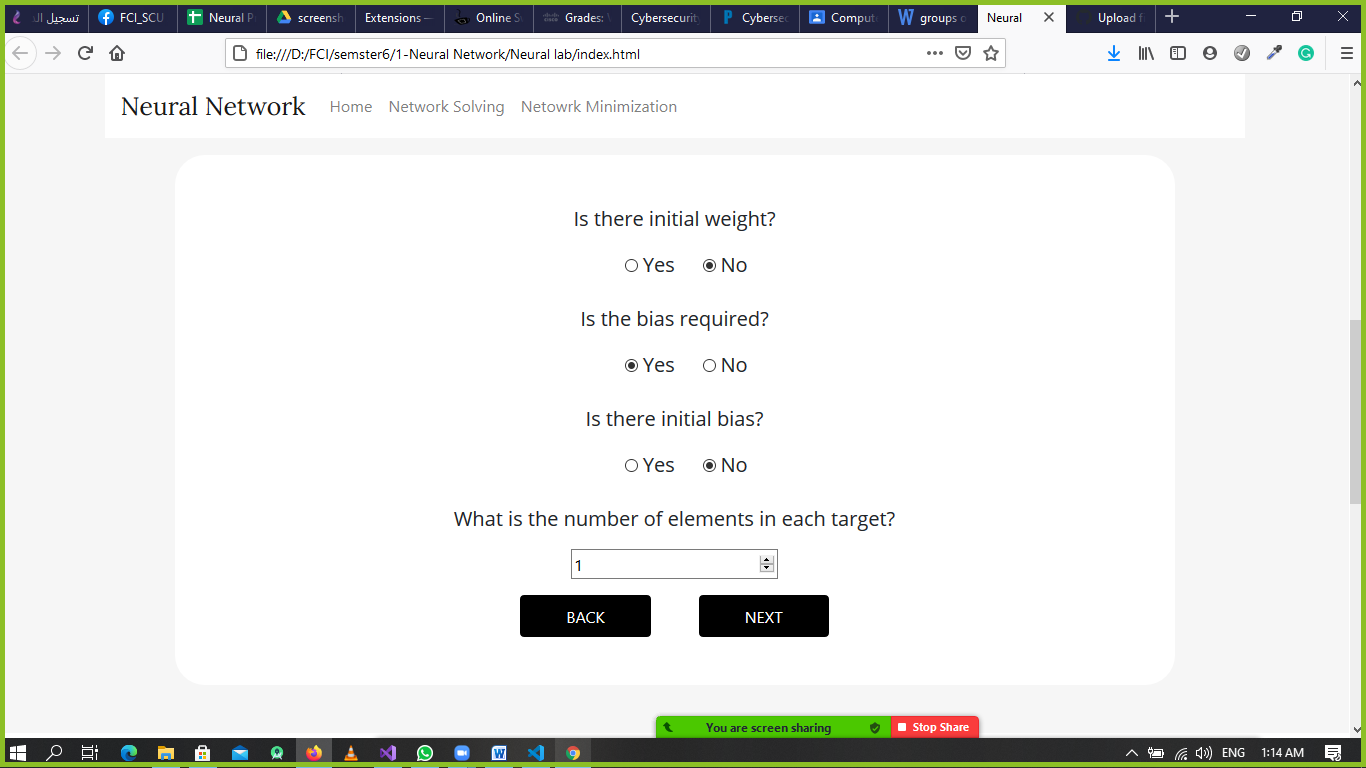 تسجيل ال FCI_SCU Neural P screensh Extensions — Online S Grades: Cybersecurity Cybersec Comput groups o Neural Upload f
file:///D:/FCI/semster6/1-Neural Network/Neural lab/index.html
Neural Network Home Network Solving Netowrk Minimization
Is there initial weight?
Yes No
Is the bias required?
Yes No
Is there initial bias?
Yes No
What is the number of elements in each target?
1
BACK NEXT
You are screen sharing Stop Share
ENG 1:14 AM